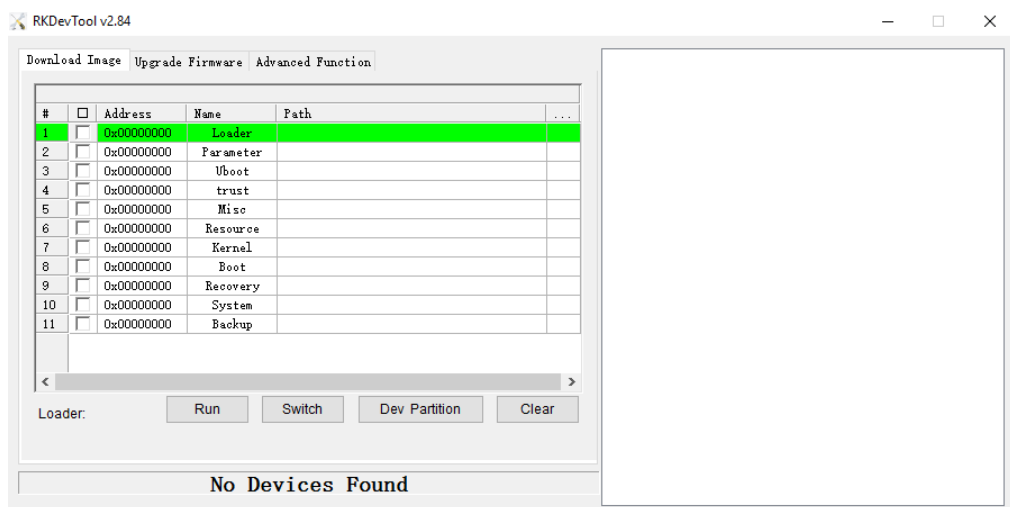 RKDevTool v2.84
Download Image Upgrade Firmware Advanced Function
# Address Name Path ...
1 0x00000000 Loader
2 0x00000000 Parameter
3 0x00000000 Uboot
4 0x00000000 trust
5 0x00000000 Misc
6 0x00000000 Resource
7 0x00000000 Kernel
8 0x00000000 Boot
9 0x00000000 Recovery
10 0x00000000 System
11 0x00000000 Backup
Loader: Run Switch Dev Partition Clear
No Devices Found